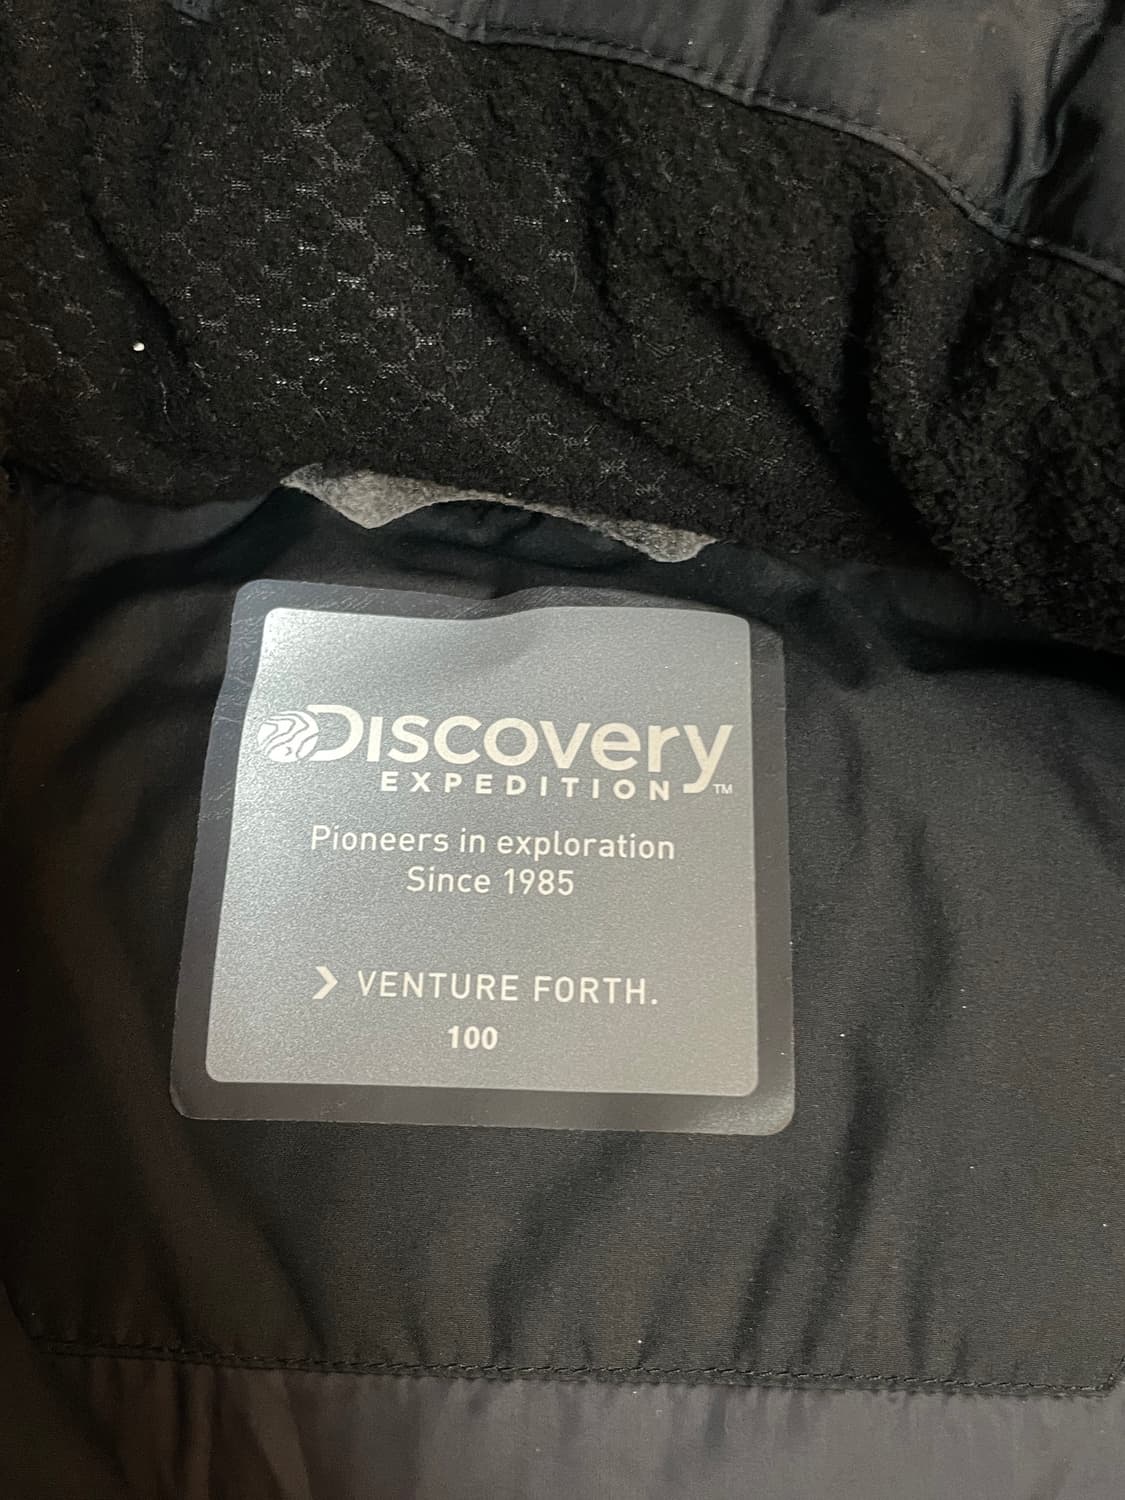 Discovery
EXPEDITION™
Pioneers in exploration
Since 1985
VENTURE FORTH.
100